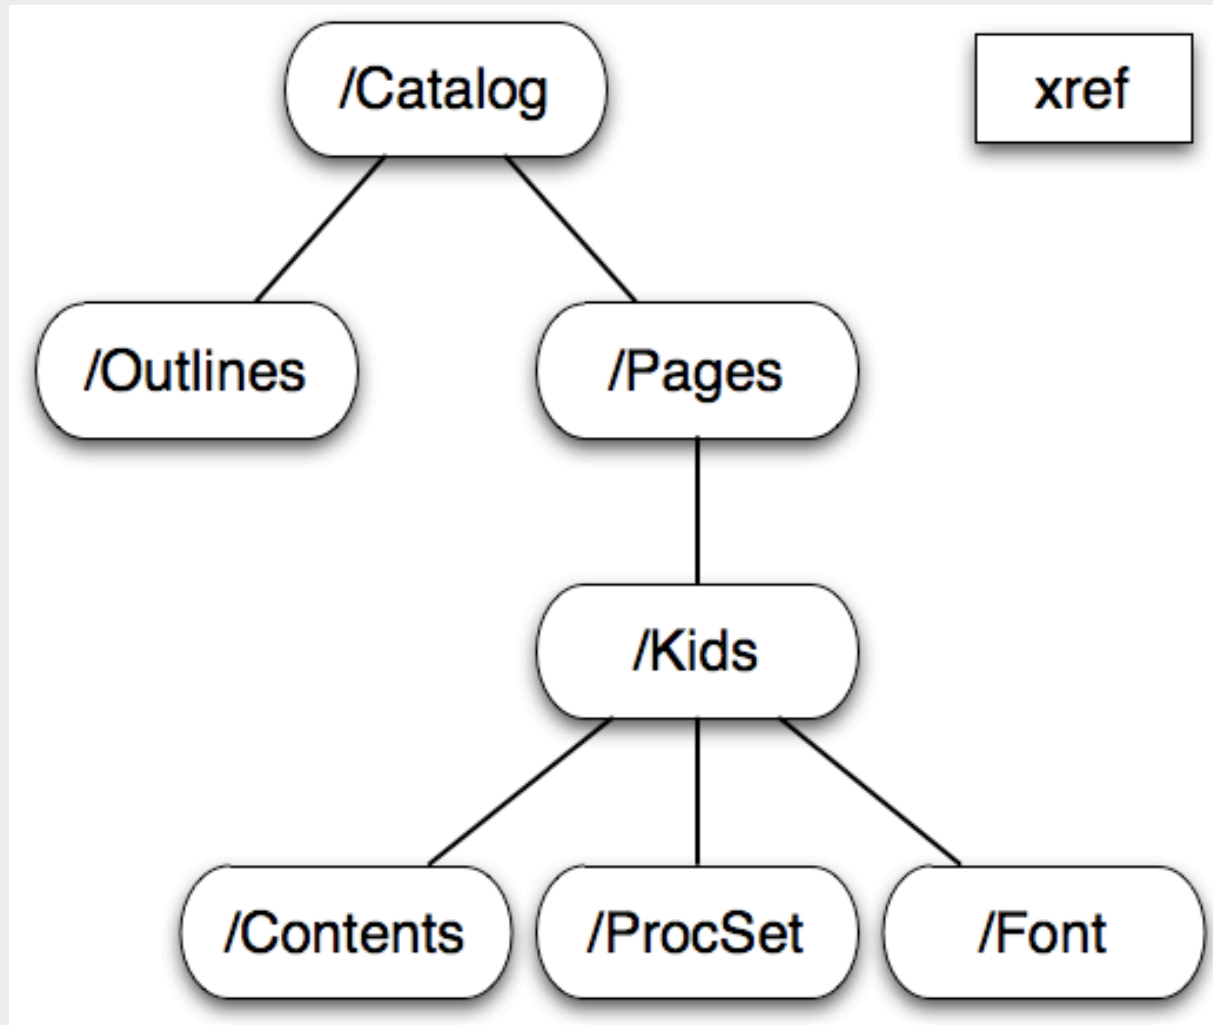 /Catalog
xref
/Outlines
/Pages
/Kids
/Contents
/ProcSet
/Font